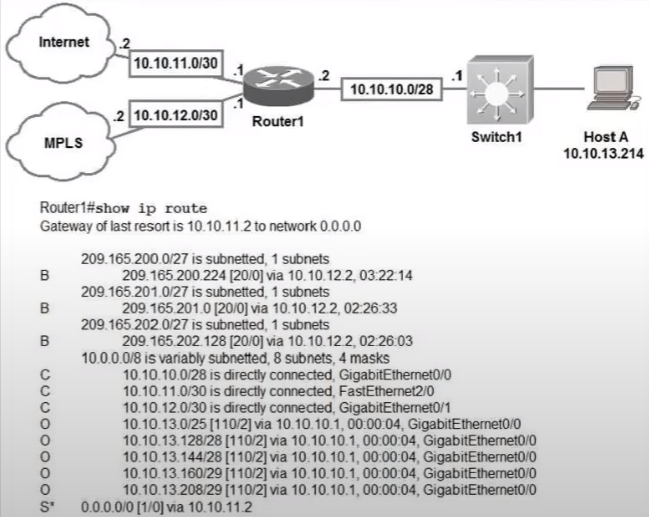 Internet
.2
10.10.11.0/30
.1
.2
10.10.10.0/28
.1
.2
10.10.12.0/30
.1
MPLS
Router1
Switch1
Host A
10.10.13.214
Router1#show ip route
Gateway of last resort is 10.10.11.2 to network 0.0.0.0
209.165.200.0/27 is subnetted, 1 subnets
B 209.165.200.224 [20/0] via 10.10.12.2, 03:22:14
209.165.201.0/27 is subnetted, 1 subnets
B 209.165.201.0 [20/0] via 10.10.12.2, 02:26:33
209.165.202.0/27 is subnetted, 1 subnets
B 209.165.202.128 [20/0] via 10.10.12.2, 02:26:03
10.0.0.0/8 is variably subnetted, 8 subnets, 4 masks
C 10.10.10.0/28 is directly connected, GigabitEthernet0/0
C 10.10.11.0/30 is directly connected, FastEthernet2/0
C 10.10.12.0/30 is directly connected, GigabitEthernet0/1
O 10.10.13.0/25 [110/2] via 10.10.10.1, 00:00:04, GigabitEthernet0/0
O 10.10.13.128/28 [110/2] via 10.10.10.1, 00:00:04, GigabitEthernet0/0
O 10.10.13.144/28 [110/2] via 10.10.10.1, 00:00:04, GigabitEthernet0/0
O 10.10.13.160/29 [110/2] via 10.10.10.1, 00:00:04, GigabitEthernet0/0
O 10.10.13.208/29 [110/2] via 10.10.10.1, 00:00:04, GigabitEthernet0/0
S* 0.0.0.0/0 [1/0] via 10.10.11.2